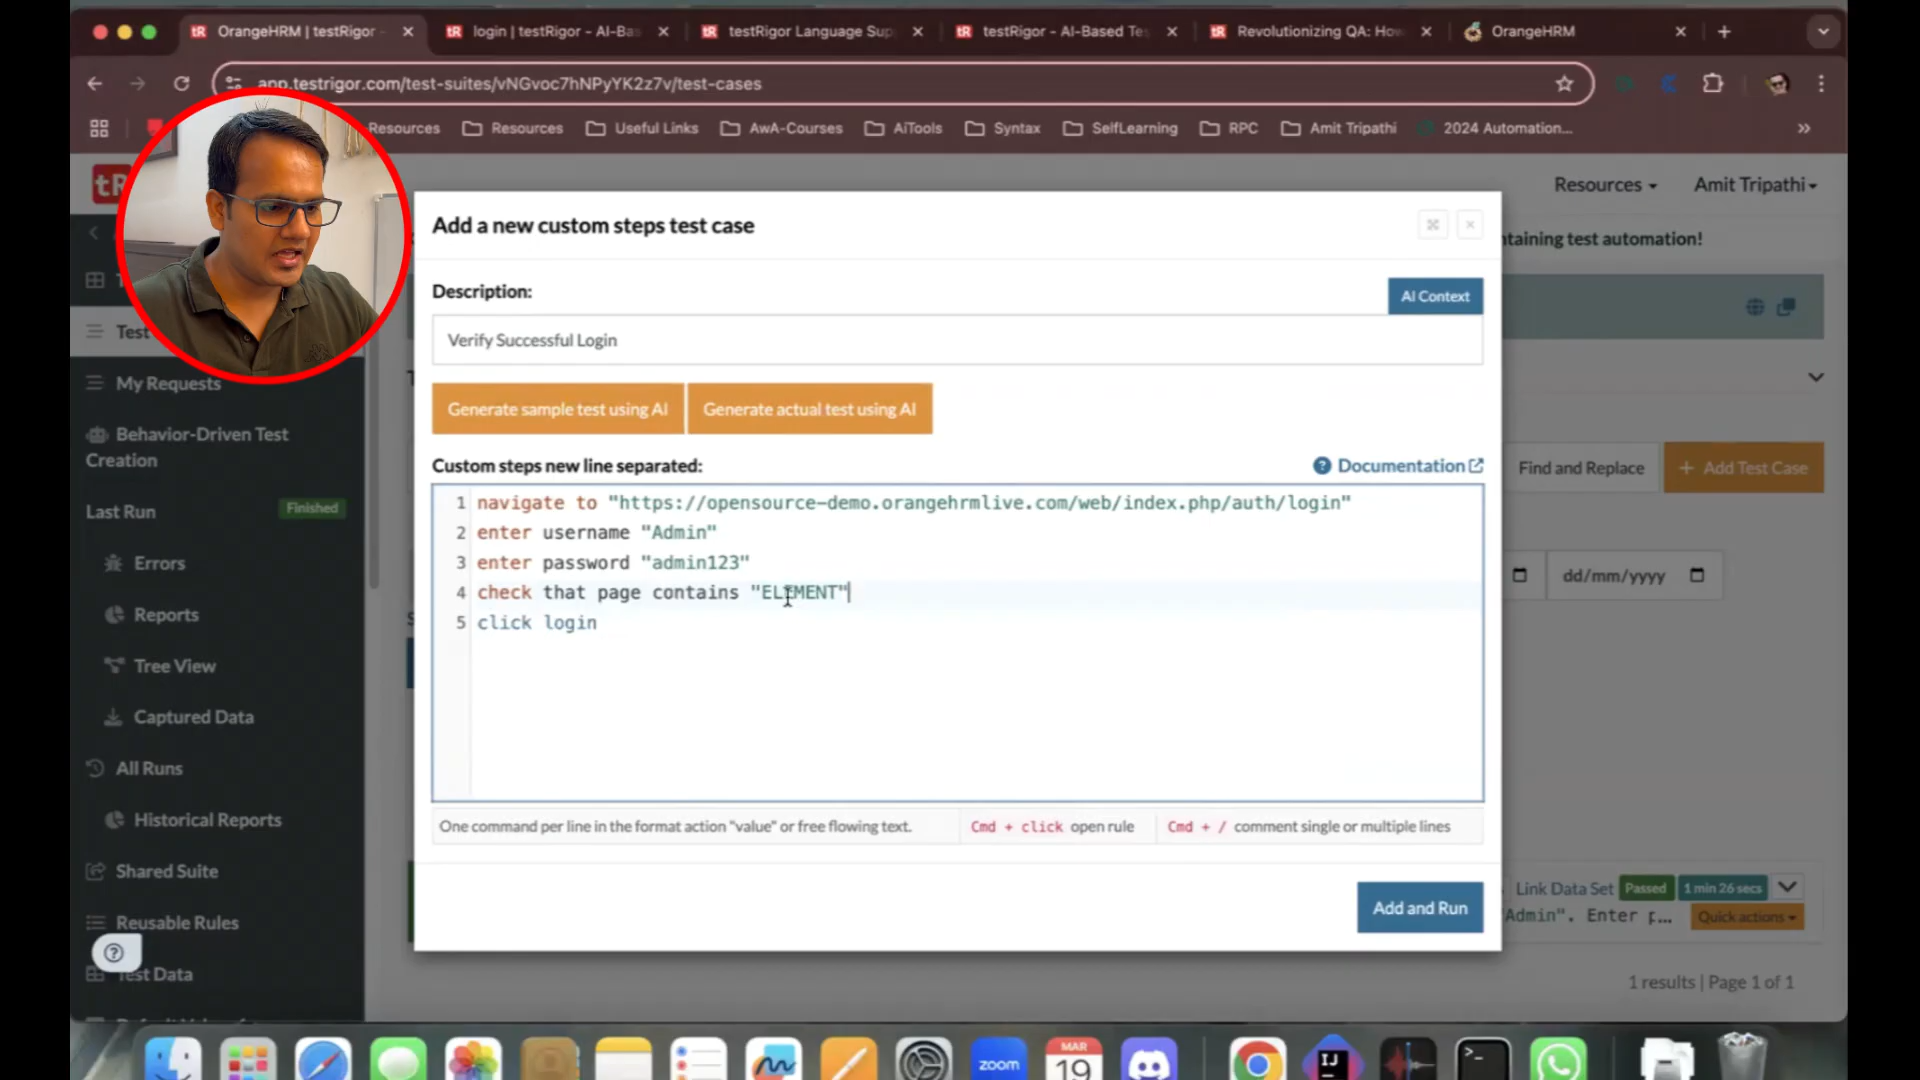 OrangeHRM | testRigor -
login | testRigor - AI-Bas
testRigor Language Sup
testRigor - AI-Based Tes
Revolutionizing QA: How
OrangeHRM
app.testrigor.com/test-suites/vNGvoc7hNPyYK2z7v/test-cases
Resources
Resources
Useful Links
AwA-Courses
AiTools
Syntax
SelfLearning
RPC
Amit Tripathi
2024 Automation...
tR
Resources
Amit Tripathi
Add a new custom steps test case
ntaining test automation!
Description:
AI Context
Verify Successful Login
Test
My Requests
Generate sample test using AI
Generate actual test using AI
Behavior-Driven Test
Creation
Custom steps new line separated:
Documentation
Find and Replace
+ Add Test Case
Last Run
Finished
1 navigate to "https://opensource-demo.orangehrmlive.com/web/index.php/auth/login"
2 enter username "Admin"
3 enter password "admin123"
4 check that page contains "ELEMENT"
5 click login
dd/mm/yyyy
Errors
Reports
Tree View
Captured Data
All Runs
Historical Reports
One command per line in the format action "value" or free flowing text.
Cmd + click open rule
Cmd + / comment single or multiple lines
Shared Suite
Link Data Set
Passed
1 min 26 secs
Add and Run
"Admin". Enter p...
Quick actions
Reusable Rules
Test Data
1 results | Page 1 of 1
zoom
MAR
19
IJ